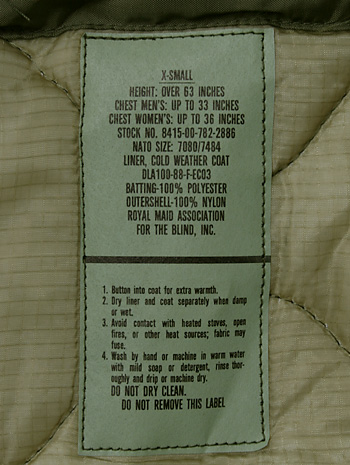 X-SMALL
HEIGHT: OVER 63 INCHES
CHEST MEN'S: UP TO 33 INCHES
CHEST WOMEN'S: UP TO 36 INCHES
STOCK NO. 8415-00-782-2886
NATO SIZE: 7080/7484
LINER, COLD WEATHER COAT
DLA100-88-F-EC03
BATTING-100% POLYESTER
OUTERSHELL-100% NYLON
ROYAL MAID ASSOCIATION
FOR THE BLIND, INC.
1. Button into coat for extra warmth.
2. Dry liner and coat separately when damp
or wet.
3. Avoid contact with heated stoves, open
fires, or other heat sources; fabric may
fuse.
4. Wash by hand or machine in warm water
with mild soap or detergent, rinse thor-
oughly and drip or machine dry.
DO NOT DRY CLEAN.
DO NOT REMOVE THIS LABEL